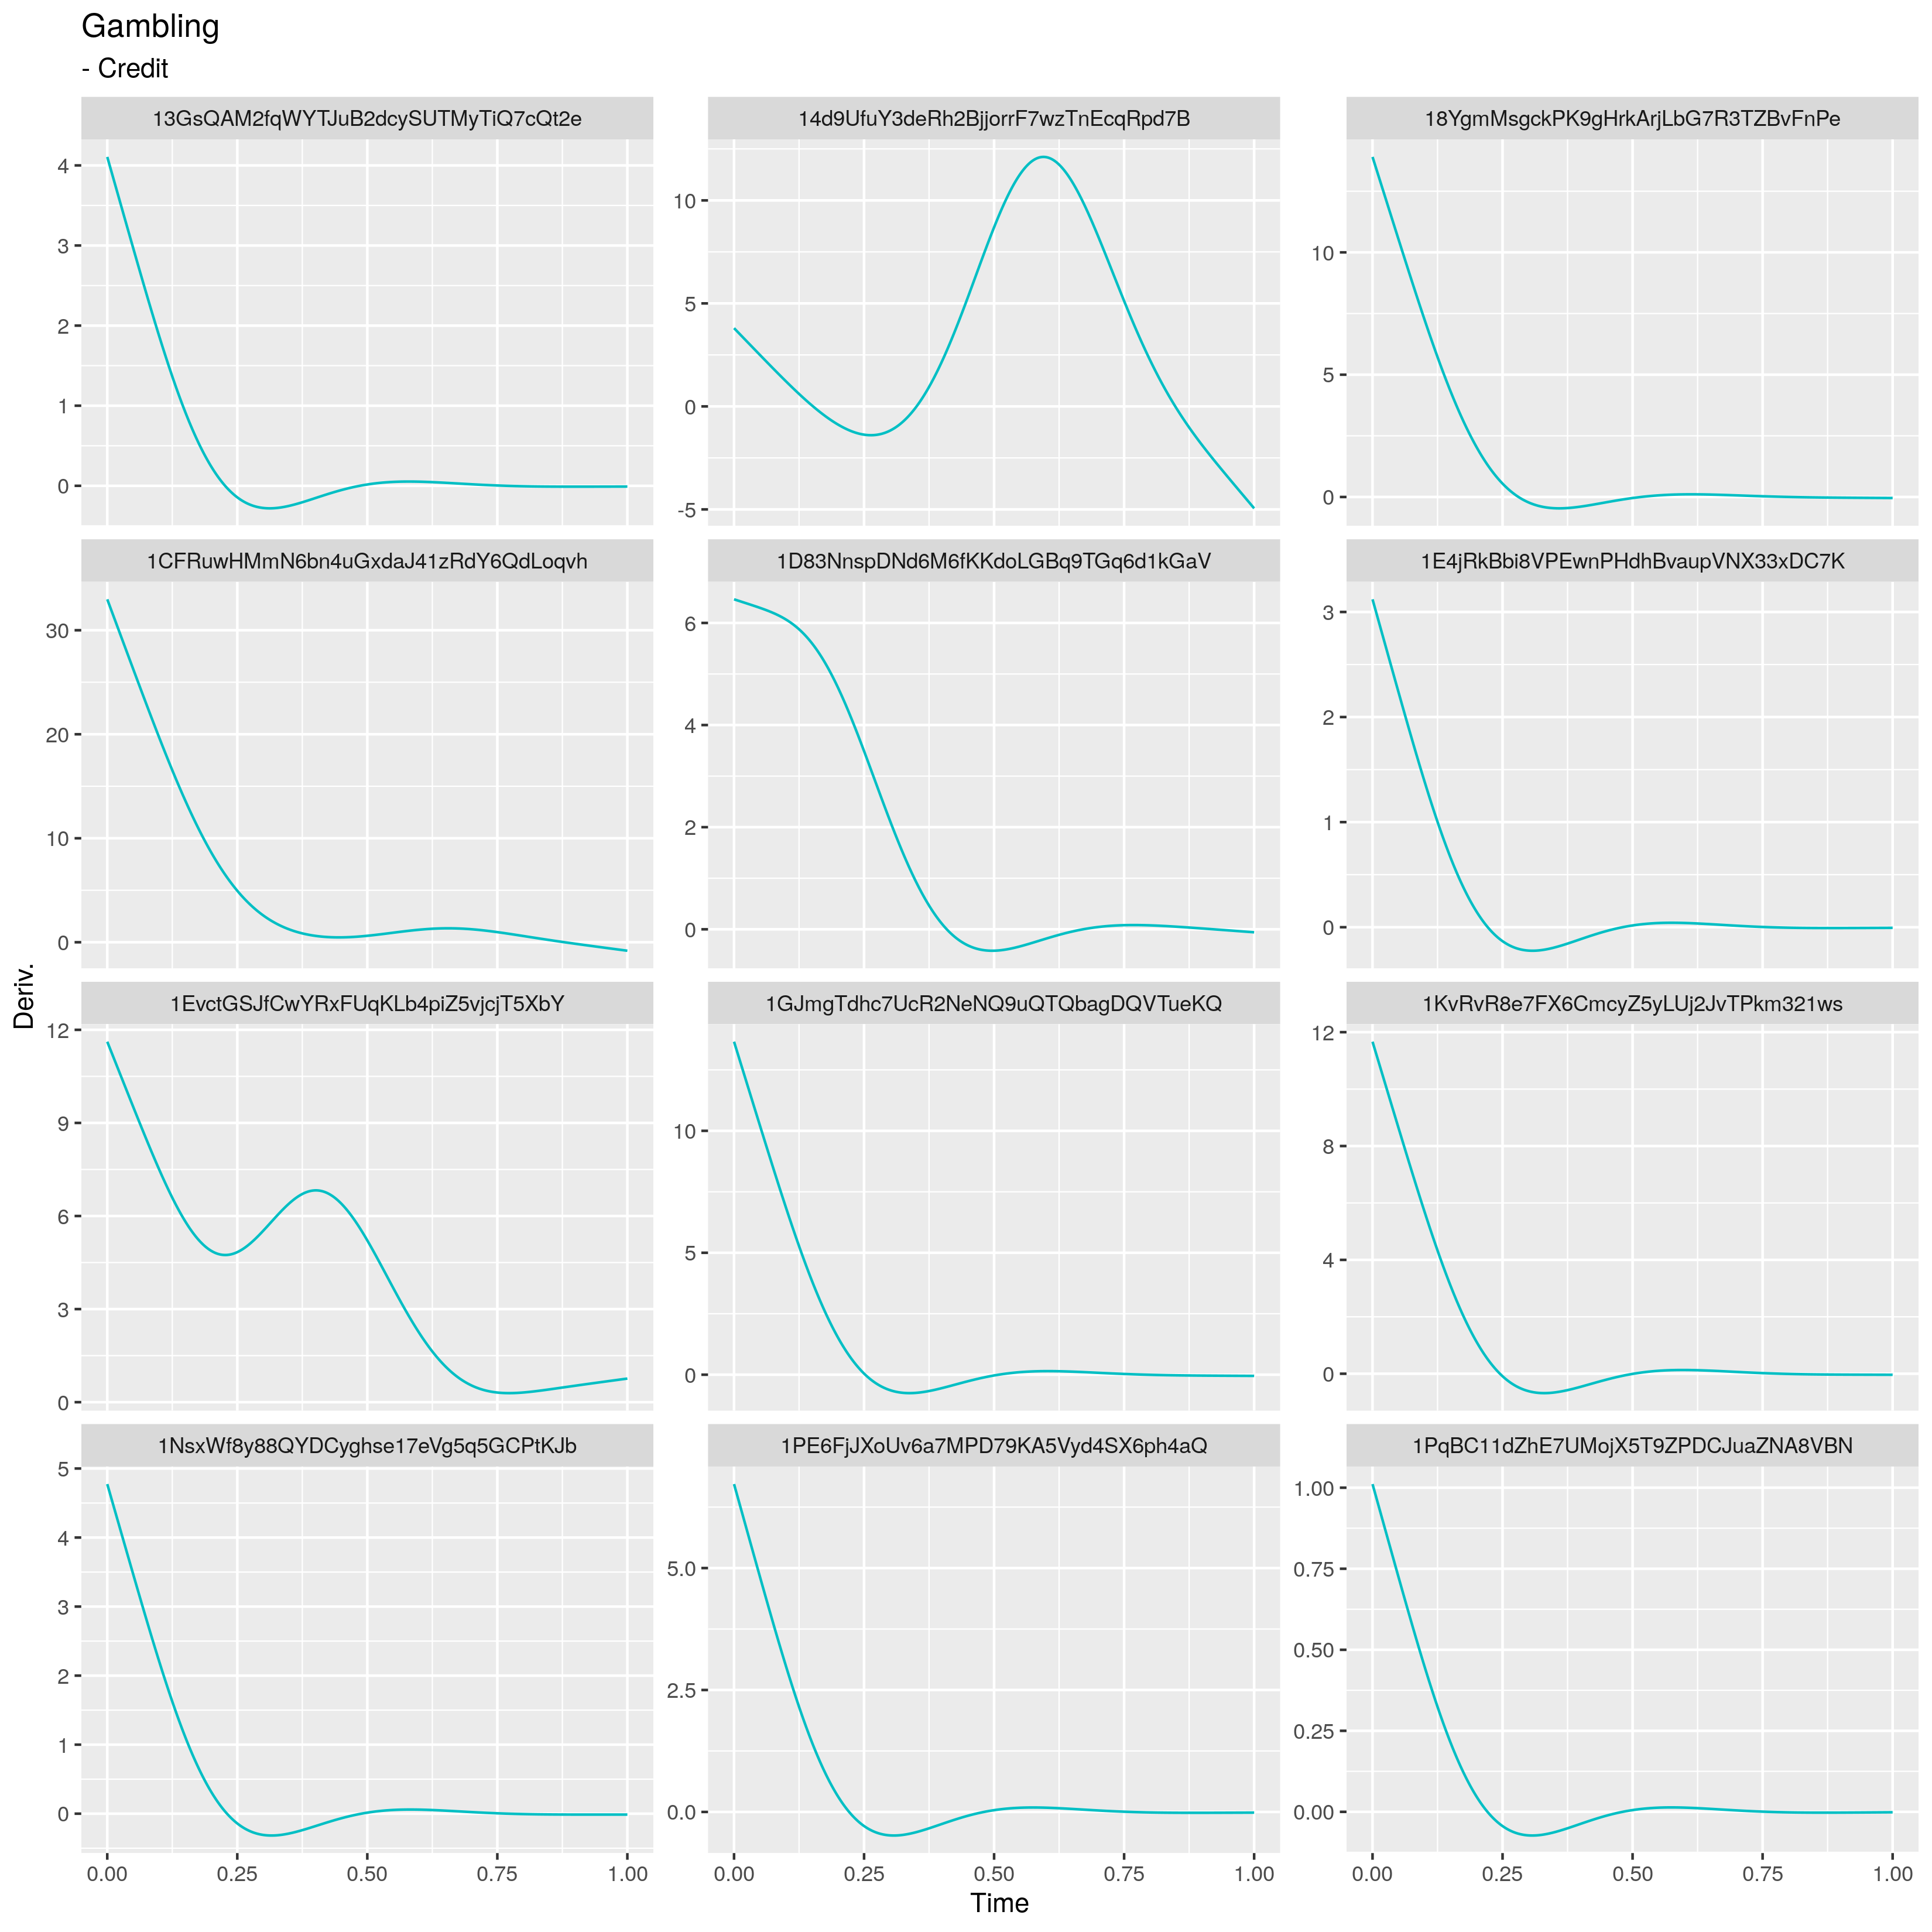 Gambling
- Credit
13GsQAM2fqWYTJuB2dcySUTMyTiQ7cQt2e
14d9UfuY3deRh2BjjorrF7wzTnEcqRpd7B
18YgmMsgckPK9gHrkArjLbG7R3TZBvFnPe
4
3
2
1
0
10
5
0
-5
10
5
0
1CFRuwHMmN6bn4uGxdaJ41zRdY6QdLoqvh
1D83NnspDNd6M6fKKdoLGBq9TGq6d1kGaV
1E4jRkBbi8VPEwnPHdhBvaupVNX33xDC7K
30
20
10
0
6
4
2
0
3
2
1
0
Deriv.
1EvctGSJfCwYRxFUqKLb4piZ5vjcjT5XbY
1GJmgTdhc7UcR2NeNQ9uQTQbagDQVTueKQ
1KvRvR8e7FX6CmcyZ5yLUj2JvTPkm321ws
12
9
6
3
0
10
5
0
12
8
4
0
1NsxWf8y88QYDCyghse17eVg5q5GCPtKJb
1PE6FjJXoUv6a7MPD79KA5Vyd4SX6ph4aQ
1PqBC11dZhE7UMojX5T9ZPDCJuaZNA8VBN
5
4
3
2
1
0
5.0
2.5
0.0
1.00
0.75
0.50
0.25
0.00
0.00 0.25 0.50 0.75 1.00
0.00 0.25 0.50 0.75 1.00
0.00 0.25 0.50 0.75 1.00
Time